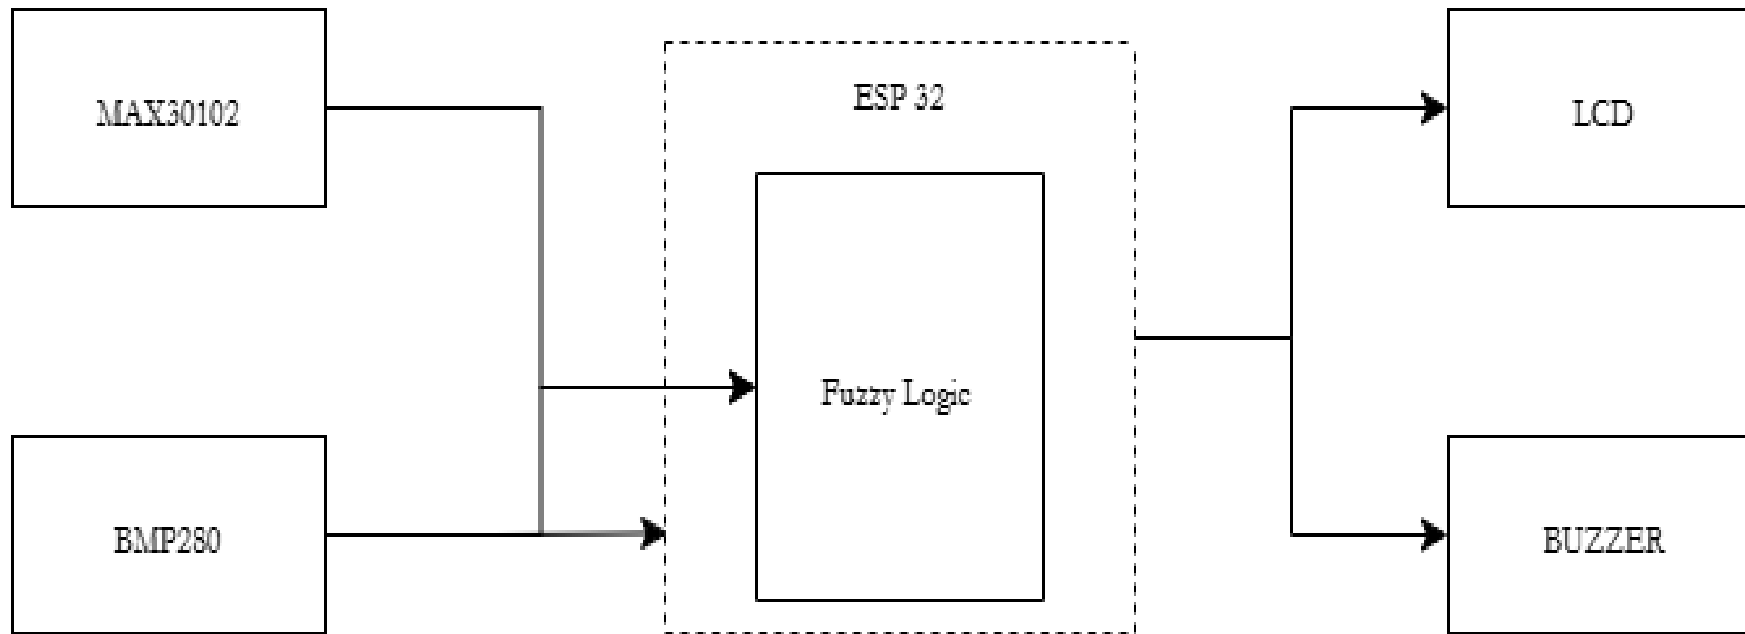 MAX30102
ESP 32
LCD
Fuzzy Logic
BMP280
BUZZER